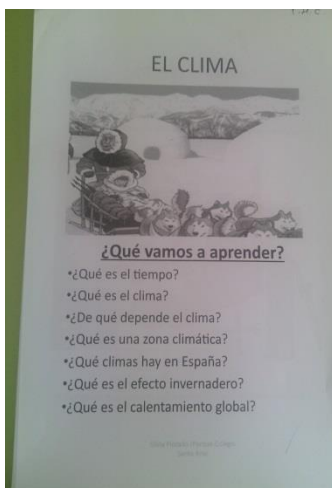 EL CLIMA
¿Qué vamos a aprender?
•¿Qué es el tiempo?
•¿Qué es el clima?
•¿De qué depende el clima?
•¿Qué es una zona climática?
•¿Qué climas hay en España?
•¿Qué es el efecto invernadero?
•¿Qué es el calentamiento global?